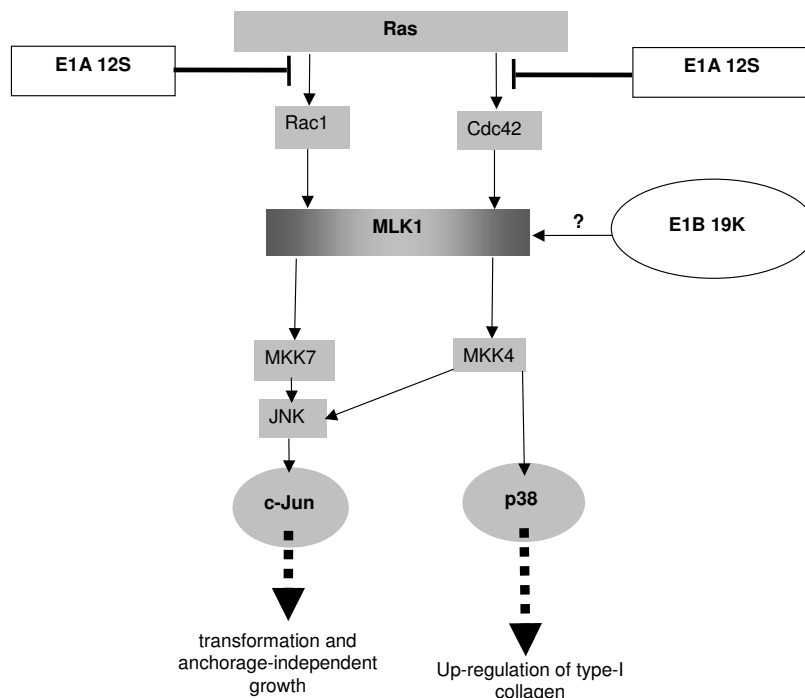 Ras
E1A 12S
E1A 12S
Rac1
Cdc42
MLK1
?
E1B 19K
MKK7
MKK4
JNK
c-Jun
p38
transformation and
anchorage-independent
growth
Up-regulation of type-I
collagen